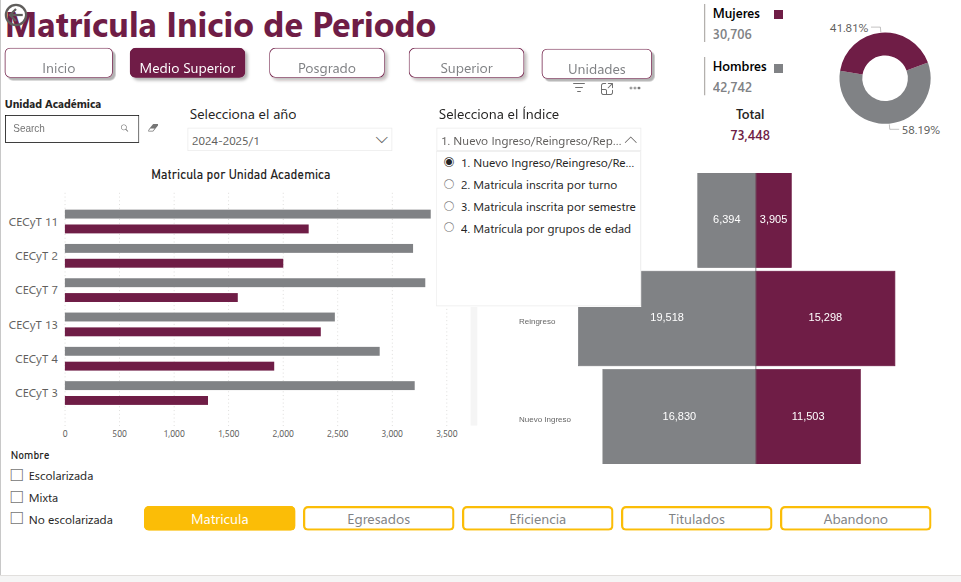 Matrícula Inicio de Periodo
Inicio
Medio Superior
Posgrado
Superior
Unidades
Mujeres
30,706
Hombres
42,742
Total
73,448
41.81%
58.19%
Unidad Académica
Search
Selecciona el año
2024-2025/1
Selecciona el Índice
1. Nuevo Ingreso/Reingreso/Rep...
1. Nuevo Ingreso/Reingreso/Re...
2. Matricula inscrita por turno
3. Matricula inscrita por semestre
4. Matrícula por grupos de edad
Matricula por Unidad Academica
CECyT 11
CECyT 2
CECyT 7
CECyT 13
CECyT 4
CECyT 3
0
500
1,000
1,500
2,000
2,500
3,000
3,500
6,394
3,905
Reingreso
19,518
15,298
Nuevo Ingreso
16,830
11,503
Nombre
Escolarizada
Mixta
No escolarizada
Matricula
Egresados
Eficiencia
Titulados
Abandono